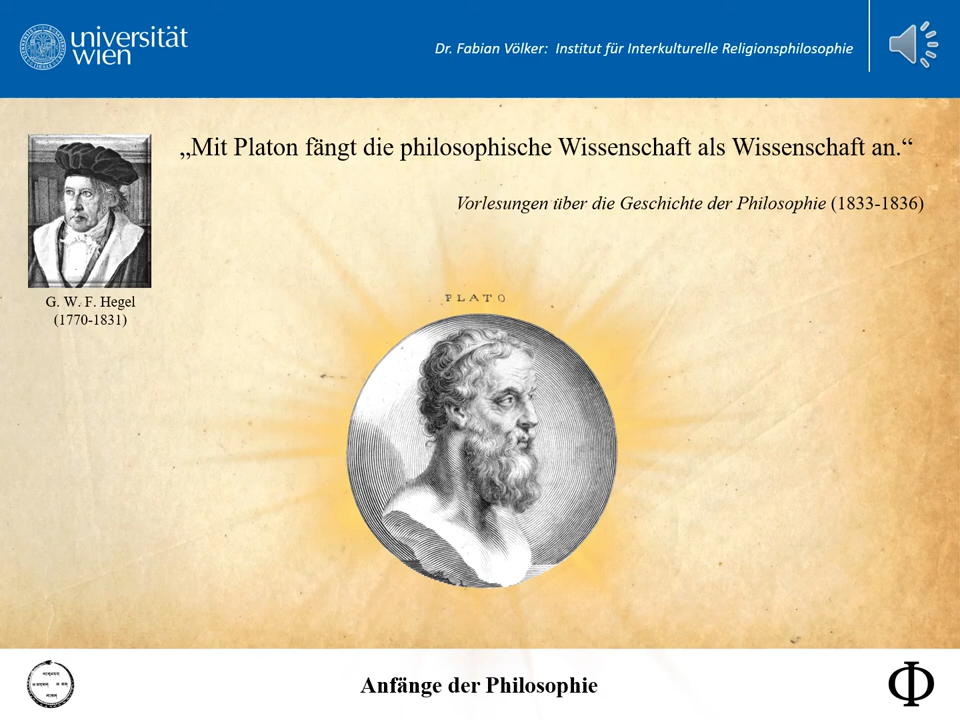 universität
wien
Dr. Fabian Völker: Institut für Interkulturelle Religionsphilosophie
„Mit Platon fängt die philosophische Wissenschaft als Wissenschaft an.“
Vorlesungen über die Geschichte der Philosophie (1833-1836)
G. W. F. Hegel
(1770-1831)
PLATO
Anfänge der Philosophie
Φ